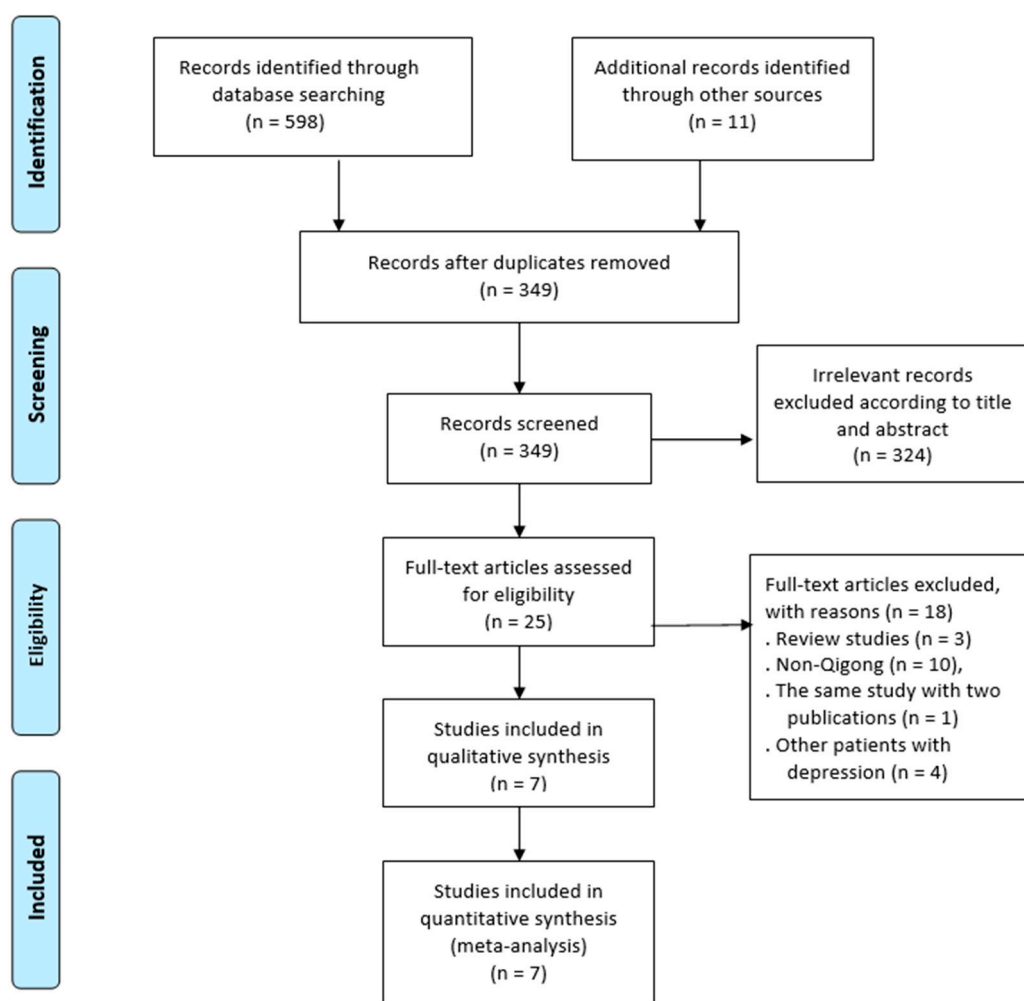 Identification
Records identified through
database searching
(n = 598)
Additional records identified
through other sources
(n = 11)
Records after duplicates removed
(n = 349)
Screening
Records screened
(n = 349)
Irrelevant records
excluded according to title
and abstract
(n = 324)
Eligibility
Full-text articles assessed
for eligibility
(n = 25)
Full-text articles excluded,
with reasons (n = 18)
. Review studies (n = 3)
. Non-Qigong (n = 10),
. The same study with two
publications (n = 1)
. Other patients with
depression (n = 4)
Studies included in
qualitative synthesis
(n = 7)
Included
Studies included in
quantitative synthesis
(meta-analysis)
(n = 7)